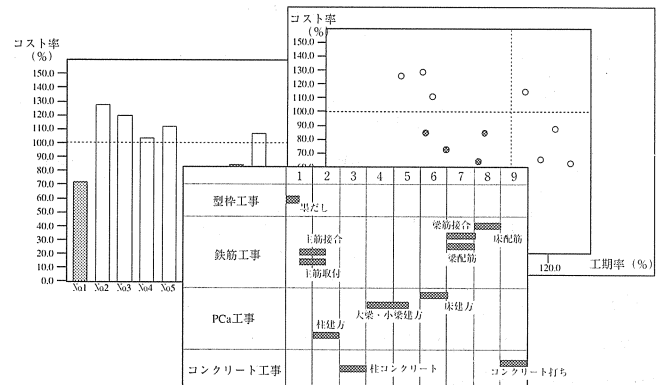 コスト率
(%)
150.0
140.0
130.0
120.0
110.0
100.0
90.0
80.0
70.0
60.0
50.0
40.0
30.0
20.0
10.0
0.0
No1 No2 No3 No4 No5
コスト率
(%)
150.0
140.0
130.0
120.0
110.0
100.0
90.0
80.0
70.0
120.0 工期率 (%)
1 2 3 4 5 6 7 8 9
型枠工事
墨だし
鉄筋工事
主筋接合
主筋取付
梁筋接合
梁配筋
床配筋
PCa工事
柱建方
大梁・小梁建方
床建方
コンクリート工事
柱コンクリート
コンクリート打ち